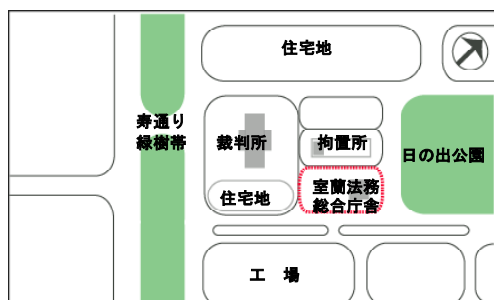 住宅地
寿通り
緑樹帯
裁判所
拘置所
日の出公園
住宅地
室蘭法務
総合庁舎
工場